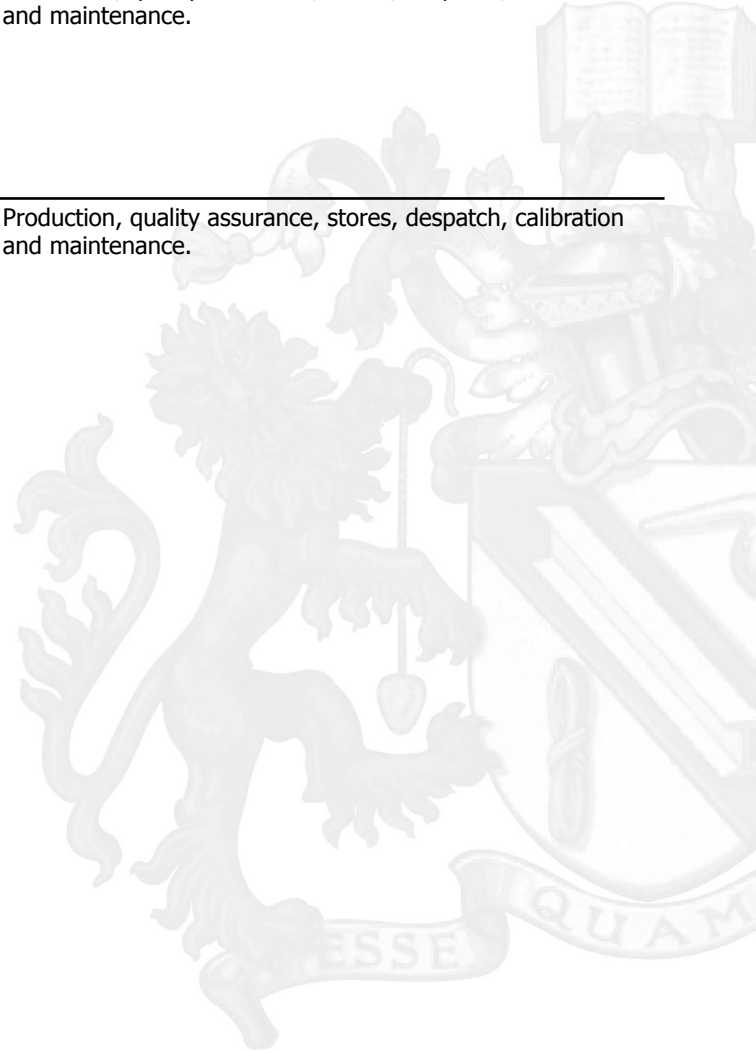 and maintenance.
Production, quality assurance, stores, despatch, calibration
and maintenance.
ESSE
QUAM